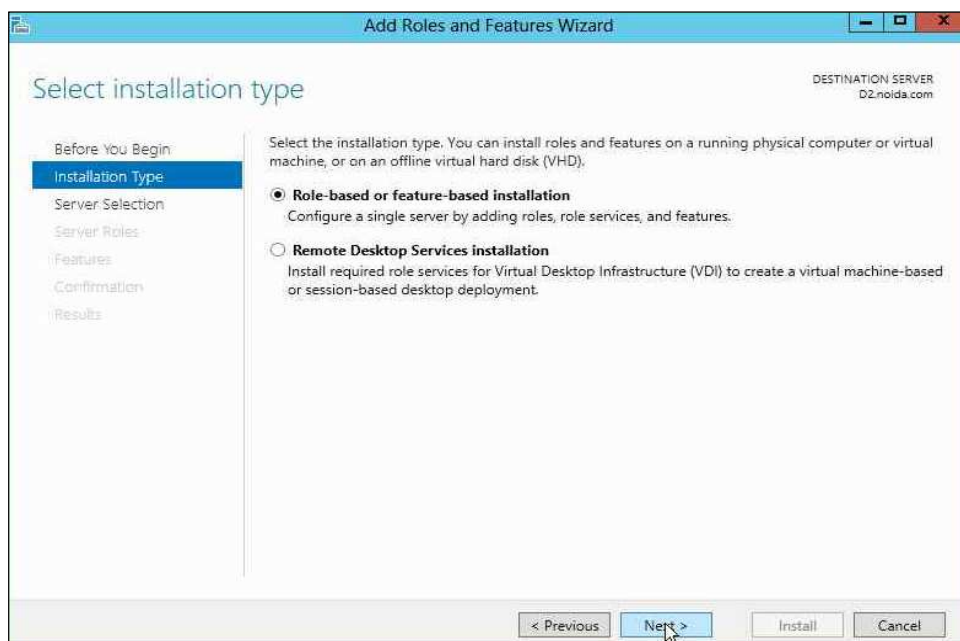 Add Roles and Features Wizard
Select installation type
DESTINATION SERVER
D2.noida.com
Before You Begin
Installation Type
Server Selection
Server Roles
Features
Confirmation
Results
Select the installation type. You can install roles and features on a running physical computer or virtual
machine, or on an offline virtual hard disk (VHD).
Role-based or feature-based installation
Configure a single server by adding roles, role services, and features.
Remote Desktop Services installation
Install required role services for Virtual Desktop Infrastructure (VDI) to create a virtual machine-based
or session-based desktop deployment.
< Previous
Next >
Install
Cancel